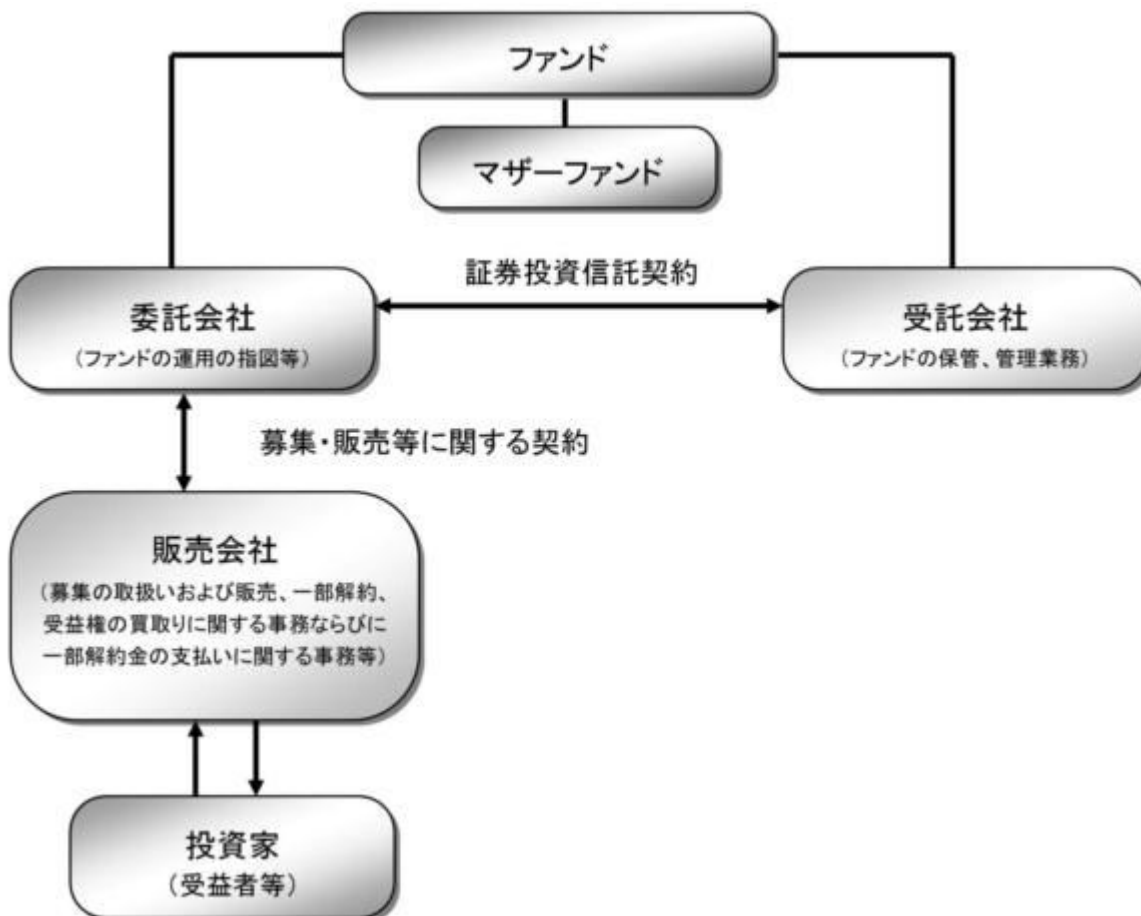 ファンド
マザーファンド
証券投資信託契約
委託会社
（ファンドの運用の指図等）
受託会社
（ファンドの保管、管理業務）
募集・販売等に関する契約
販売会社
（募集の取扱いおよび販売、一部解約、
受益権の買取りに関する事務ならびに
一部解約金の支払いに関する事務等）
投資家
（受益者等）